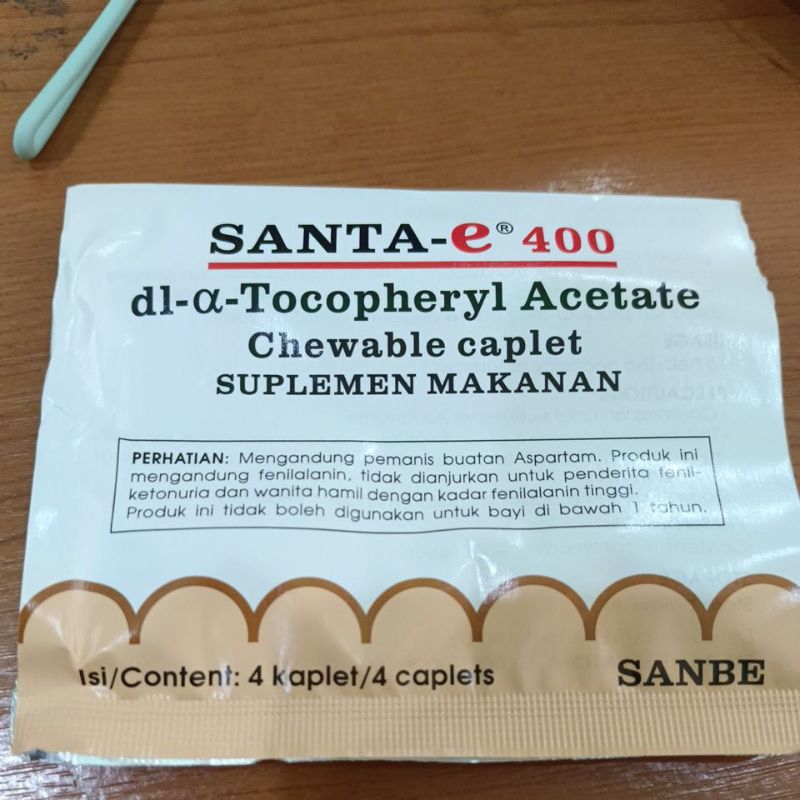 SANTA-e® 400
dl-α-Tocopheryl Acetate
Chewable caplet
SUPLEMEN MAKANAN
PERHATIAN: Mengandung pemanis buatan Aspartam. Produk ini
mengandung fenilalanin, tidak dianjurkan untuk penderita fenil-
ketonuria dan wanita hamil dengan kadar fenilalanin tinggi.
Produk ini tidak boleh digunakan untuk bayi di bawah 1 tahun.
Isi/Content: 4 kaplet/4 caplets
SANBE